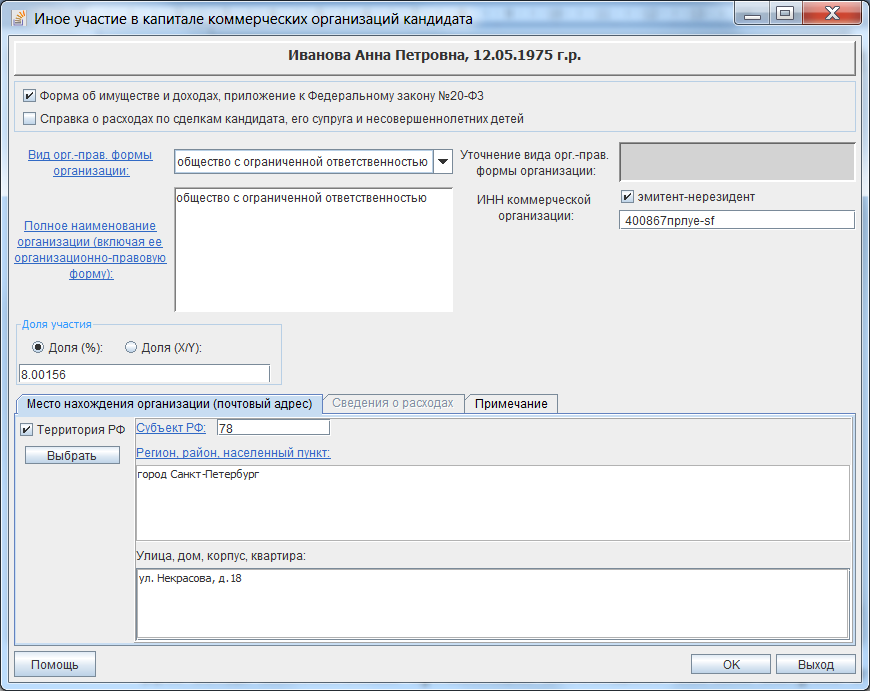 Иное участие в капитале коммерческих организаций кандидата
Иванова Анна Петровна, 12.05.1975 г.р.
Форма об имуществе и доходах, приложение к Федеральному закону №20-ФЗ
Справка о расходах по сделкам кандидата, его супруга и несовершеннолетних детей
Вид орг.-прав. формы
организации:
общество с ограниченной ответственностью
Уточнение вида орг.-прав.
формы организации:
Полное наименование
организации (включая ее
организационно-правовую
форму):
общество с ограниченной ответственностью
ИНН коммерческой
организации:
эмитент-нерезидент
400867прлуе-sf
Доля участия
Доля (%):
Доля (X/Y):
8.00156
Место нахождения организации (почтовый адрес)
Сведения о расходах
Примечание
Территория РФ
Выбрать
Субъект РФ:
78
Регион, район, населенный пункт:
город Санкт-Петербург
Улица, дом, корпус, квартира:
ул. Некрасова, д.18
Помощь
OK
Выход